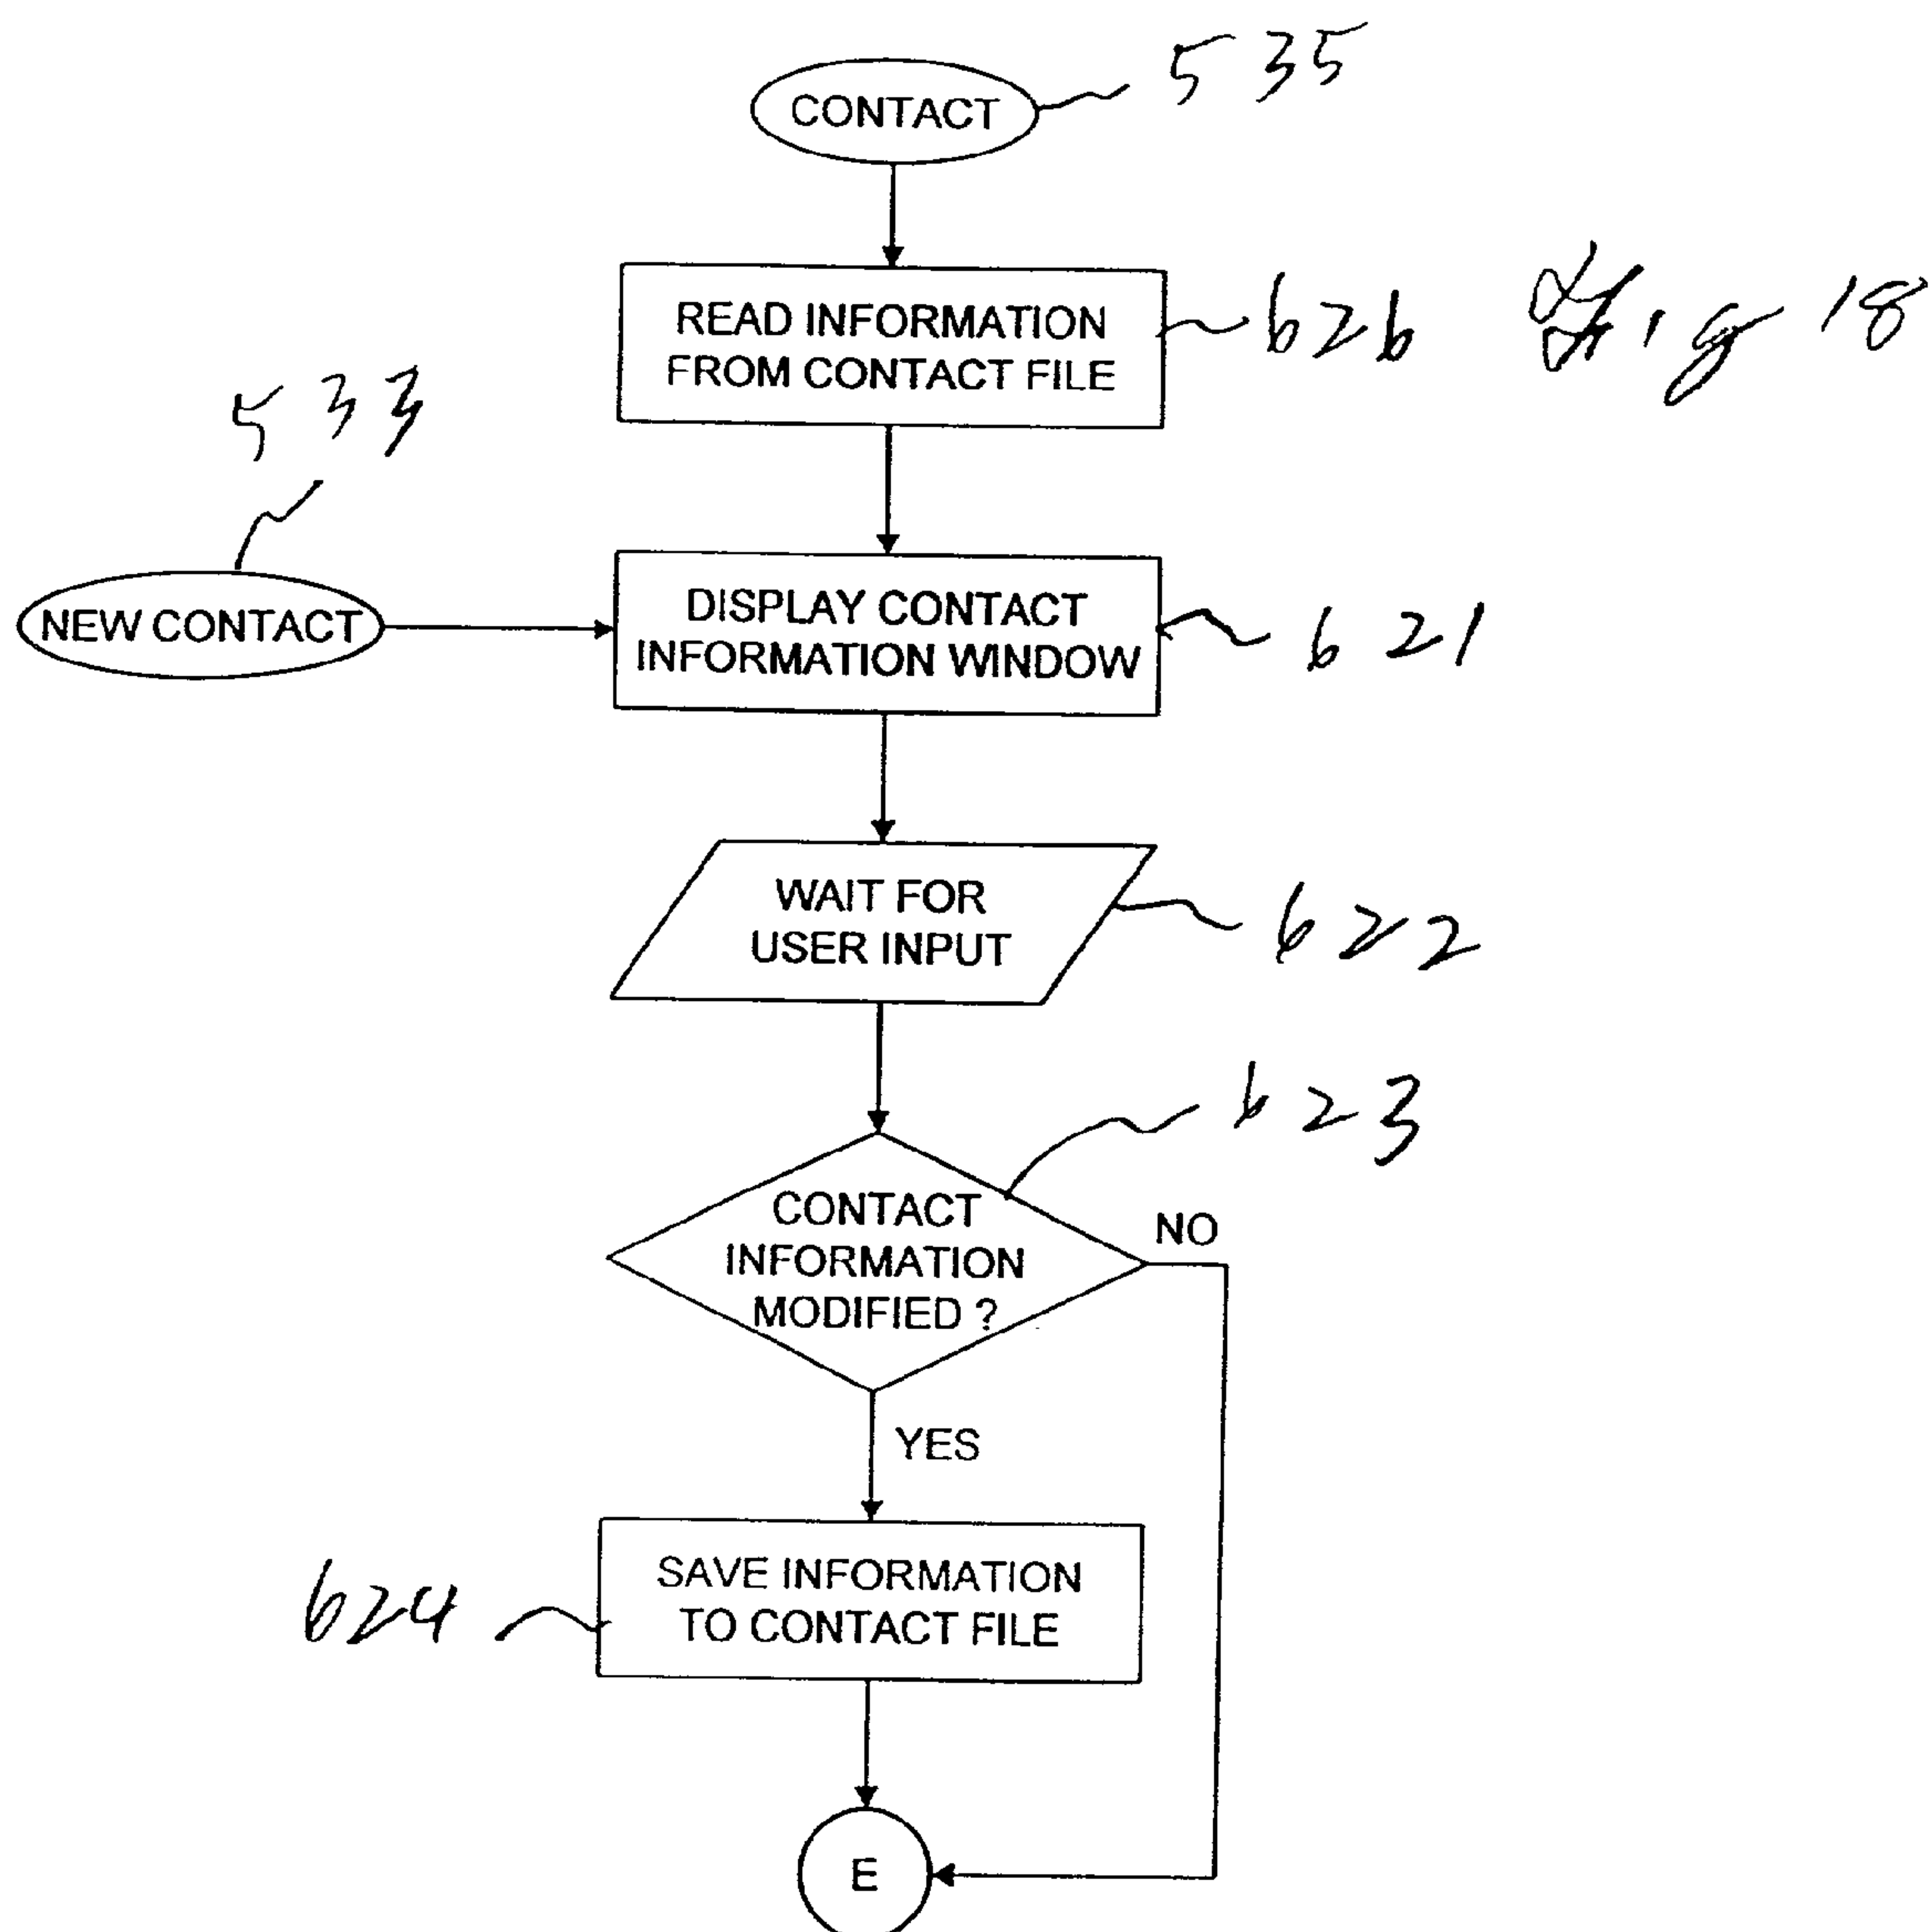 CONTACT
535
READ INFORMATION
FROM CONTACT FILE
626
Fig 18
533
NEW CONTACT
DISPLAY CONTACT
INFORMATION WINDOW
621
WAIT FOR
USER INPUT
622
623
CONTACT
INFORMATION
MODIFIED ?
NO
YES
SAVE INFORMATION
TO CONTACT FILE
624
E